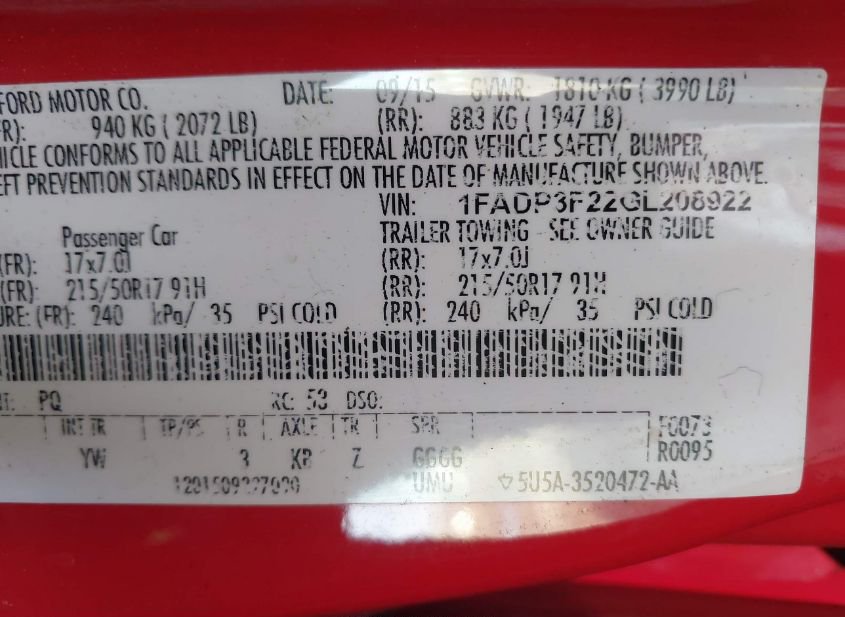 FORD MOTOR CO. DATE: 09/15 GVWR: 1810 KG ( 3990 LB)
FR): 940 KG ( 2072 LB) (RR): 883 KG ( 1947 LB)
HICLE CONFORMS TO ALL APPLICABLE FEDERAL MOTOR VEHICLE SAFETY, BUMPER,
EFT PREVENTION STANDARDS IN EFFECT ON THE DATE OF MANUFACTURE SHOWN ABOVE.
VIN: 1FADP3F22GL208922
Passenger Car TRAILER TOWING - SEE OWNER GUIDE
(FR): 17x7.0J (RR): 17x7.0J
(FR): 215/50R17 91H (RR): 215/50R17 91H
URE: (FR): 240 kPa/ 35 PSI COLD (RR): 240 kPa/ 35 PSI COLD
PQ RC: 53 DSO:
INT TR TP/PS R AXLE TR SPR F0073
YW 3 KB Z GGGG R0095
UMU 5U5A-3520472-AA